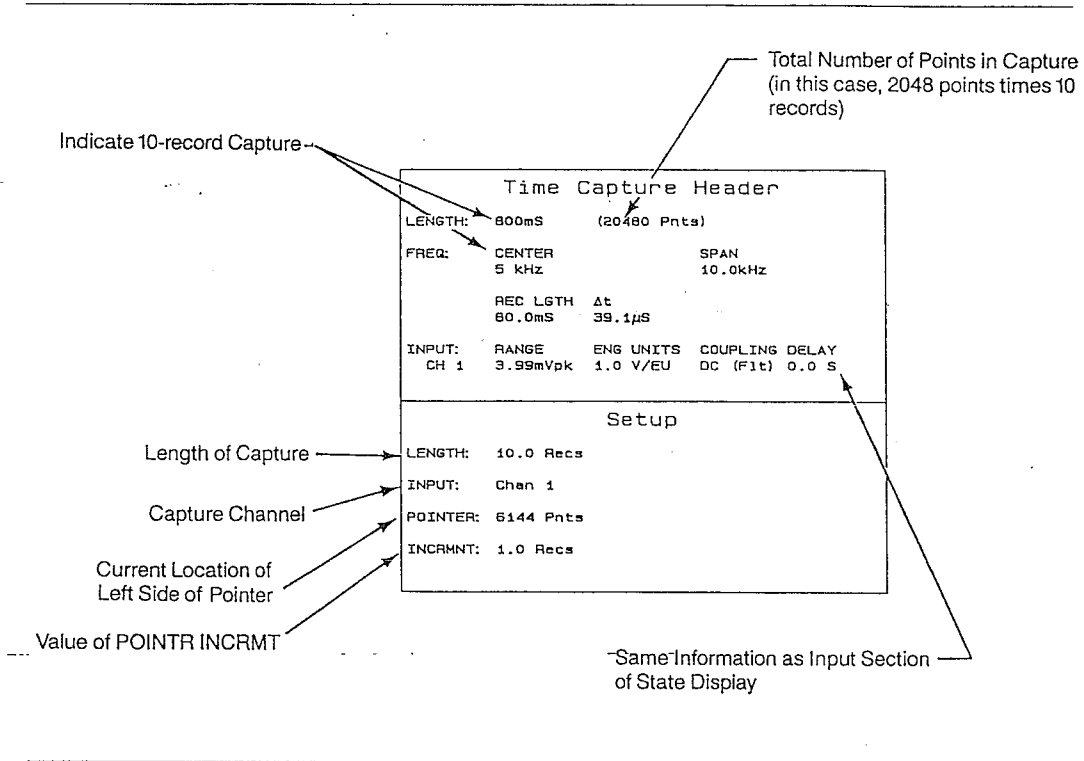 Total Number of Points in Capture
(in this case, 2048 points times 10
records)
Indicate 10-record Capture
Time Capture Header
LENGTH: 800mS (20480 Pnts)
FREQ: CENTER SPAN
5 kHz 10.0kHz
REC LGTH Δt
80.0mS 39.1µS
INPUT: RANGE ENG UNITS COUPLING DELAY
CH 1 3.99mVpk 1.0 V/EU DC (Flt) 0.0 S
Setup
Length of Capture
LENGTH: 10.0 Recs
INPUT: Chan 1
Capture Channel
POINTER: 6144 Pnts
INCRMNT: 1.0 Recs
Current Location of
Left Side of Pointer
Value of POINTR INCRMT
Same Information as Input Section
of State Display